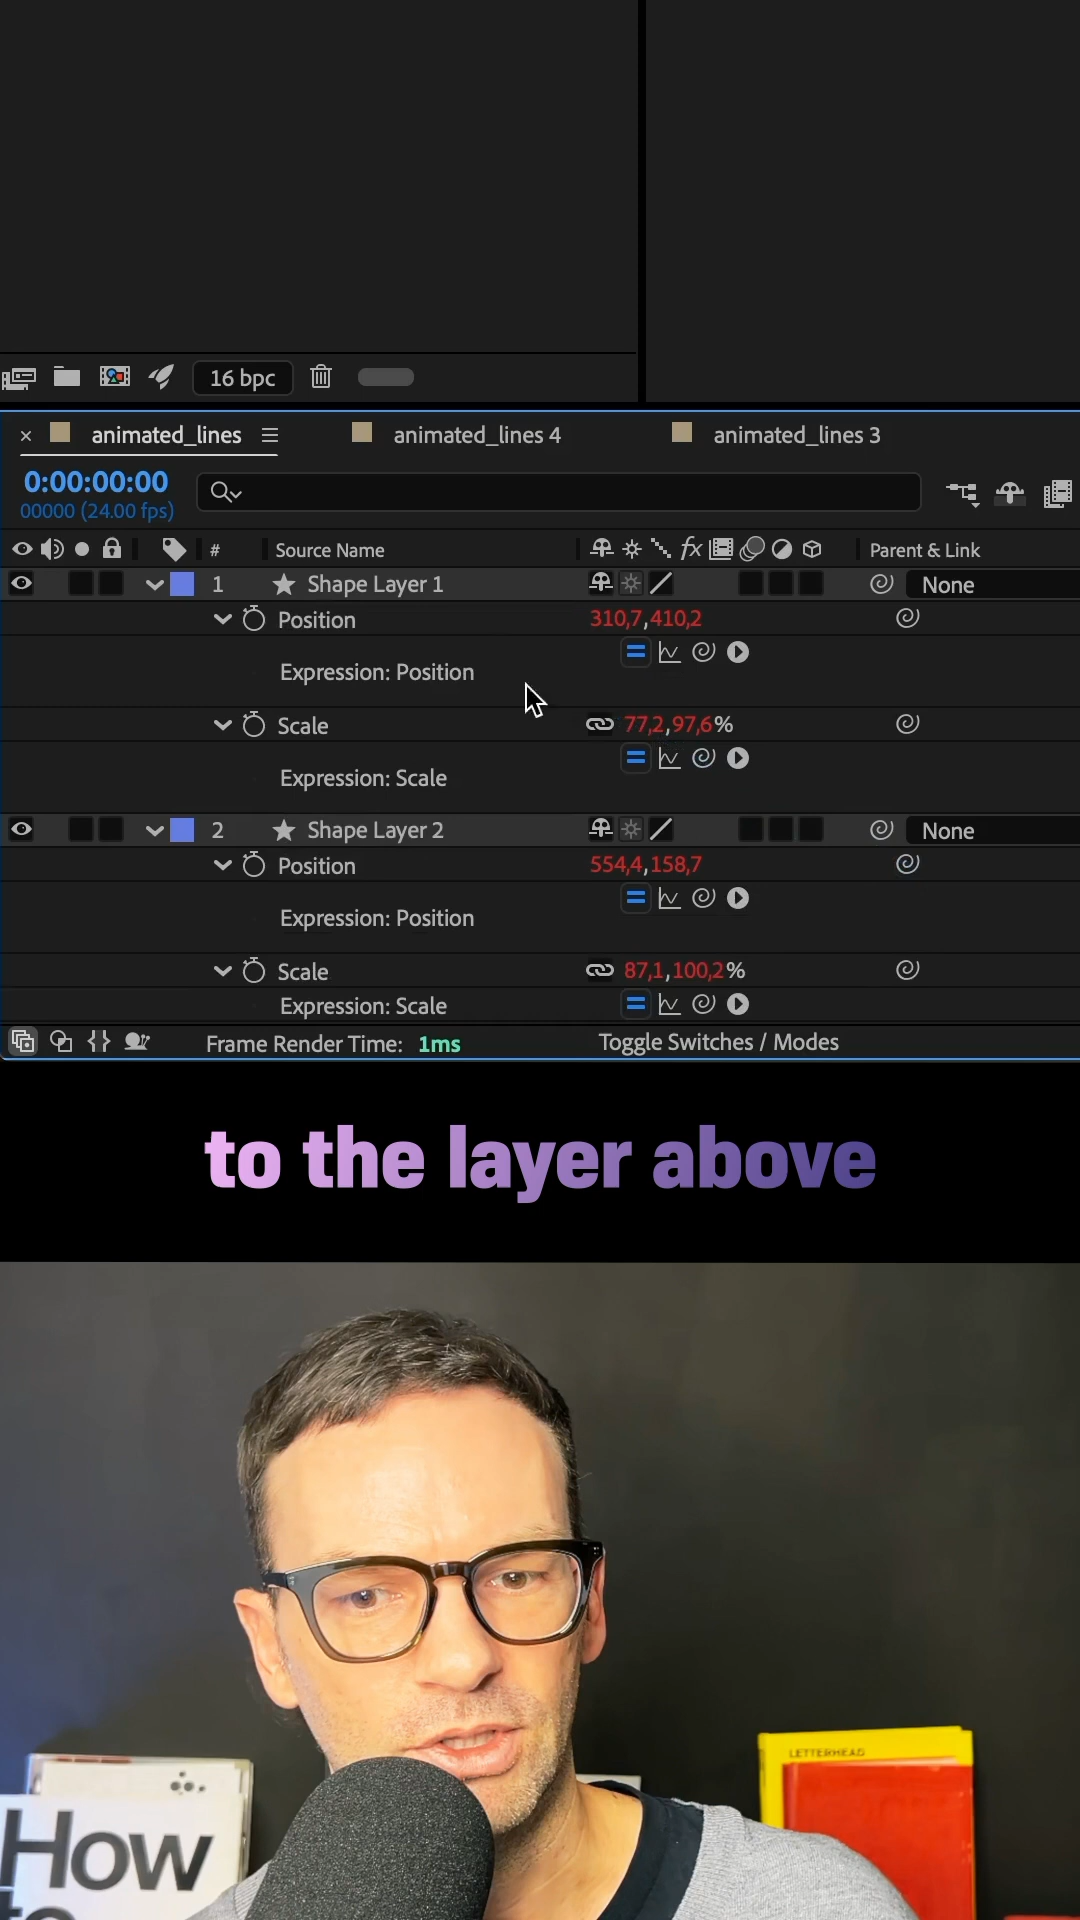 16 bpc
× animated_lines animated_lines 4 animated_lines 3
0:00:00:00
00000 (24.00 fps)
# Source Name fx Parent & Link
1 Shape Layer 1 None
Position 310,7,410,2
Expression: Position
Scale 77,2,97,6%
Expression: Scale
2 Shape Layer 2 None
Position 554,4,158,7
Expression: Position
Scale 87,1,100,2%
Expression: Scale
Frame Render Time: 1ms Toggle Switches / Modes
to the layer above
LETTERHEAD
How
to